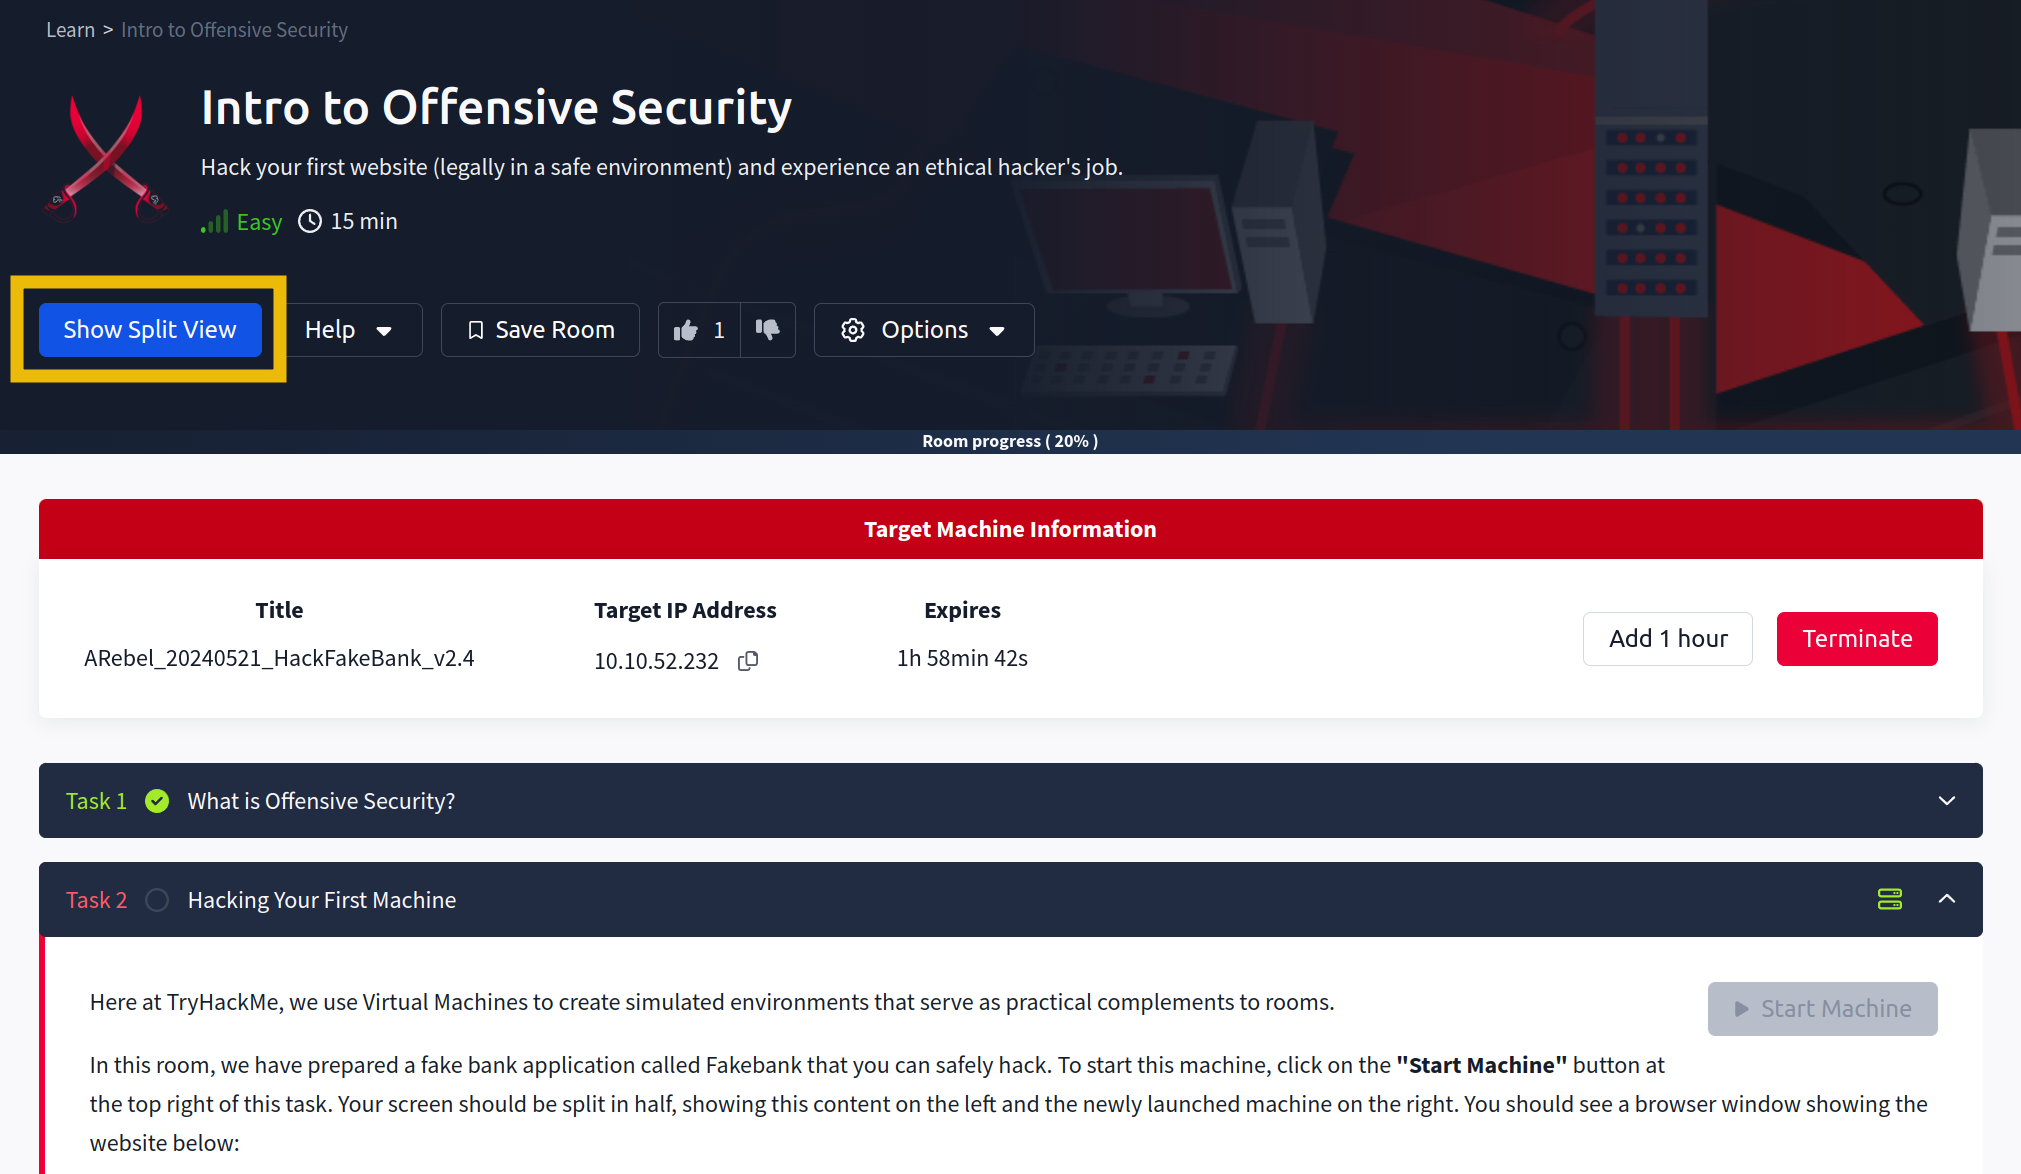 Learn > Intro to Offensive Security
Intro to Offensive Security
Hack your first website (legally in a safe environment) and experience an ethical hacker's job.
Easy 15 min
Show Split View Help Save Room 1 Options
Room progress ( 20% )
Target Machine Information
Title Target IP Address Expires
ARebel_20240521_HackFakeBank_v2.4 10.10.52.232 1h 58min 42s
Add 1 hour Terminate
Task 1 What is Offensive Security?
Task 2 Hacking Your First Machine
Here at TryHackMe, we use Virtual Machines to create simulated environments that serve as practical complements to rooms.
Start Machine
In this room, we have prepared a fake bank application called Fakebank that you can safely hack. To start this machine, click on the "Start Machine" button at
the top right of this task. Your screen should be split in half, showing this content on the left and the newly launched machine on the right. You should see a browser window showing the
website below: